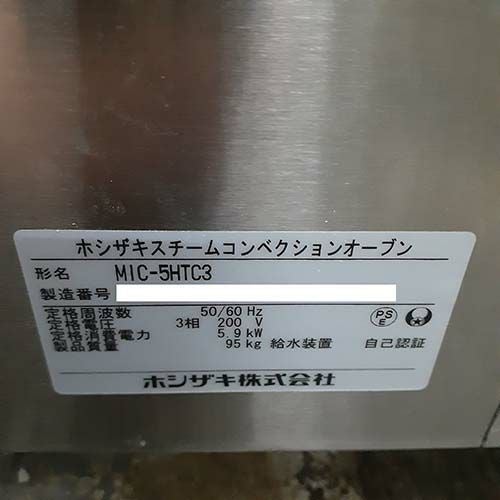 ホシザキスチームコンベクションオーブン
形名 MIC-5HTC3
製造番号
定格周波数 50/60 Hz
定格電圧 3相 200 V
定格消費電力 5.9 kW
製品質量 95 kg 給水装置 自己認証
PS
E
ホシザキ株式会社